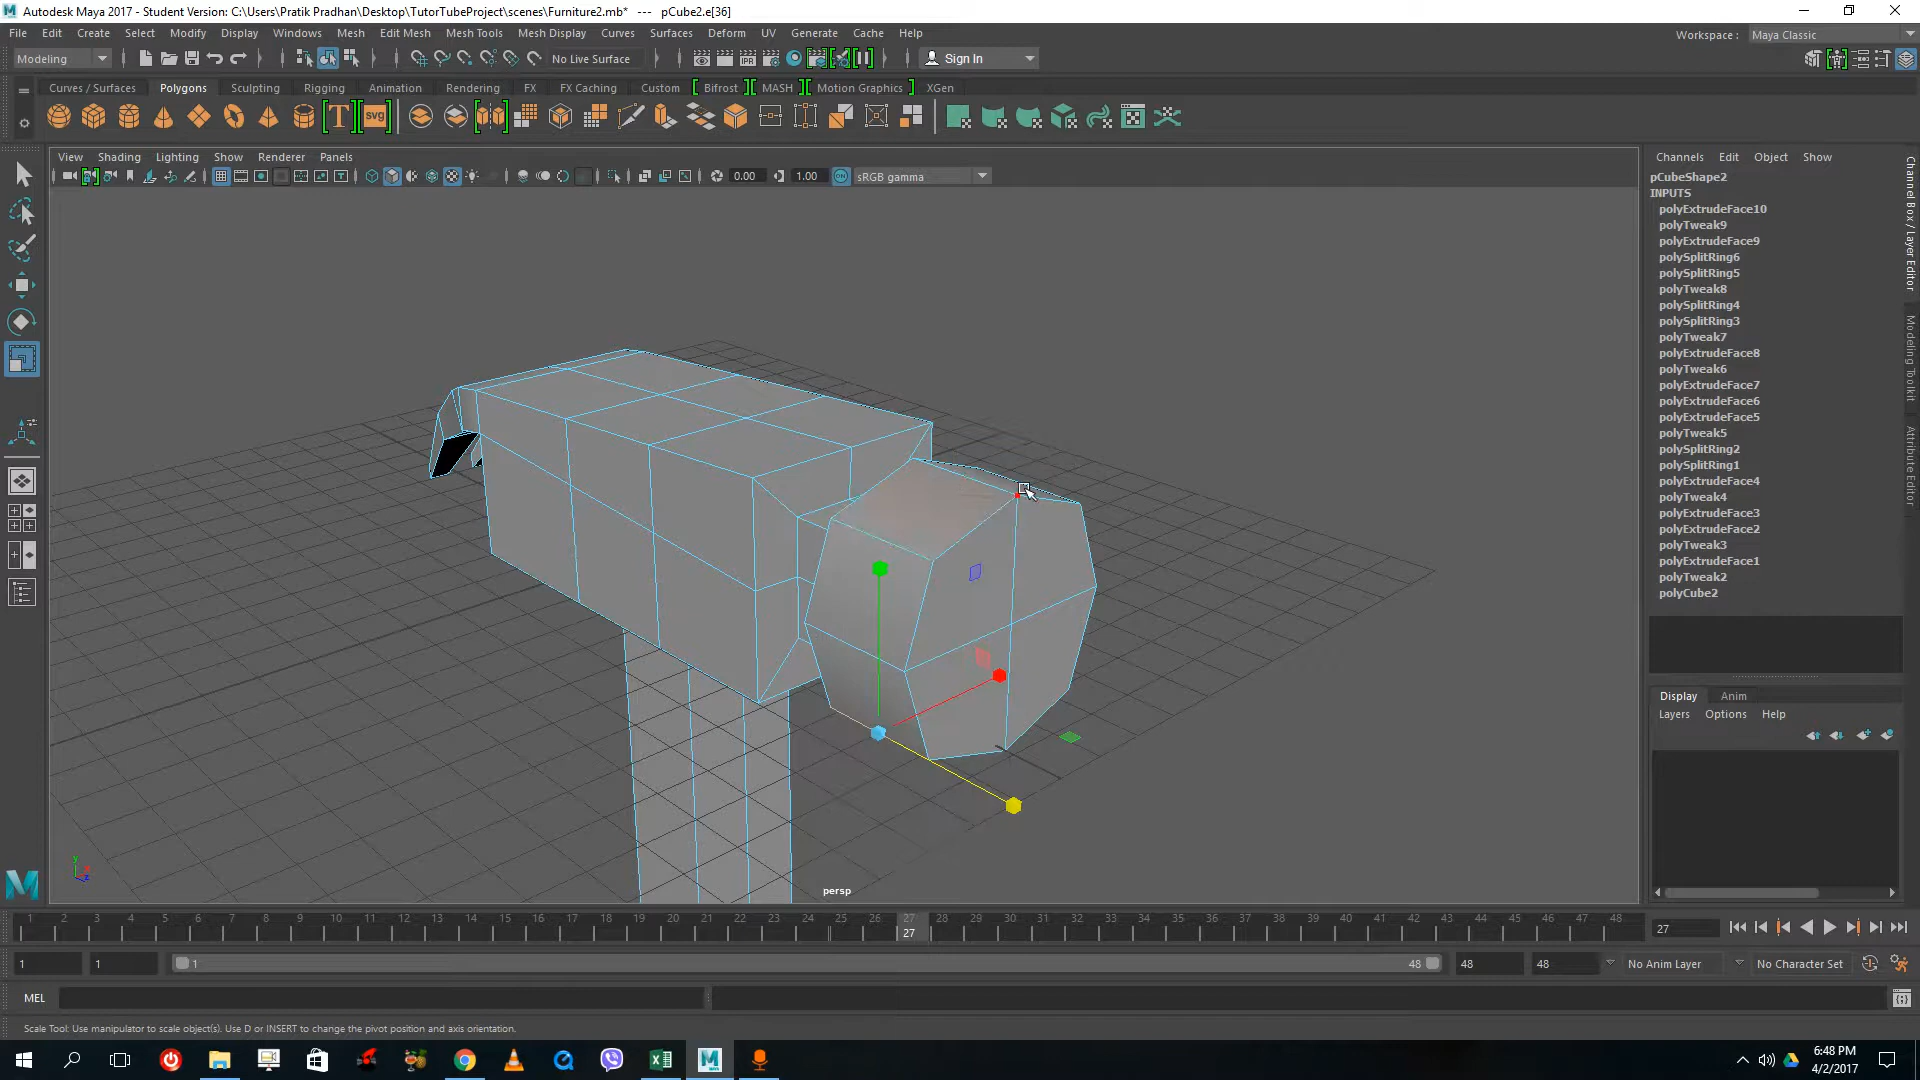 Autodesk Maya 2017 - Student Version: C:\Users\Pratik Pradhan\Desktop\TutorTubeProject\scenes\Furniture2.mb* --- pCube2.e[36]
File Edit Create Select Modify Display Windows Mesh Edit Mesh Mesh Tools Mesh Display Curves Surfaces Deform UV Generate Cache Help
Workspace : Maya Classic
Modeling No Live Surface Sign In
Curves / Surfaces Polygons Sculpting Rigging Animation Rendering FX FX Caching Custom Bifrost MASH Motion Graphics XGen
T svg
View Shading Lighting Show Renderer Panels
0.00 1.00 sRGB gamma
Channels Edit Object Show
pCubeShape2
INPUTS
polyExtrudeFace10
polyTweak9
polyExtrudeFace9
polySplitRing6
polySplitRing5
polyTweak8
polySplitRing4
polySplitRing3
polyTweak7
polyExtrudeFace8
polyTweak6
polyExtrudeFace7
polyExtrudeFace6
polyExtrudeFace5
polyTweak5
polySplitRing2
polySplitRing1
polyExtrudeFace4
polyTweak4
polyExtrudeFace3
polyExtrudeFace2
polyTweak3
polyExtrudeFace1
polyTweak2
polyCube2
Channel Box / Layer Editor
Modeling Toolkit
Attribute Editor
Display Anim
Layers Options Help
persp
1 2 3 4 5 6 7 8 9 10 11 12 13 14 15 16 17 18 19 20 21 22 23 24 25 26 27 28 29 30 31 32 33 34 35 36 37 38 39 40 41 42 43 44 45 46 47 48
27 27
1 1 1 48 48 48 No Anim Layer No Character Set
MEL
Scale Tool: Use manipulator to scale object(s). Use D or INSERT to change the pivot position and axis orientation.
6:48 PM
4/2/2017